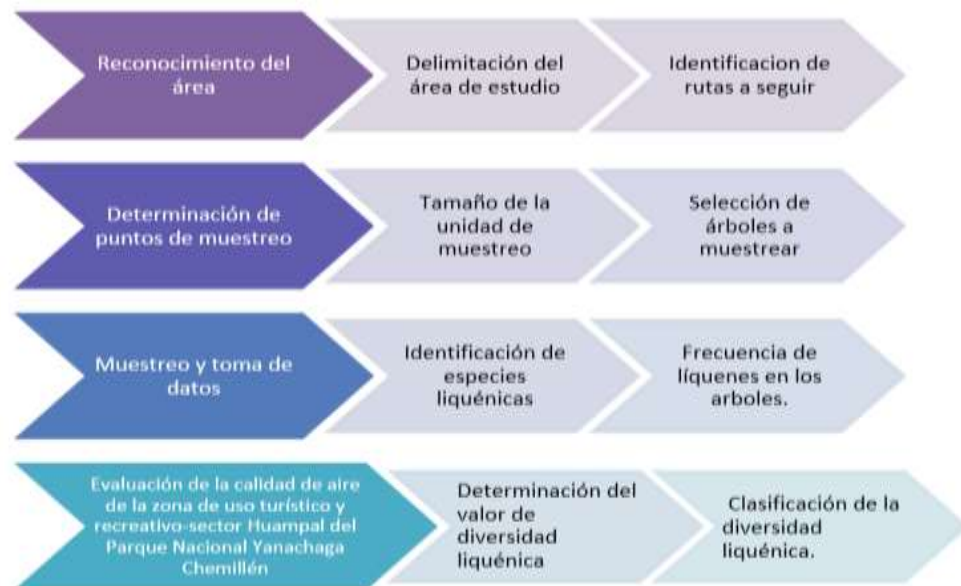 Reconocimiento del
área
Delimitación del
área de estudio
Identificacion de
rutas a seguir
Determinación de
puntos de muestreo
Tamaño de la
unidad de
muestreo
Selección de
árboles a
muestrear
Muestreo y toma de
datos
Identificación de
especies
liquénicas
Frecuencia de
líquenes en los
arboles.
Evaluación de la calidad de aire
de la zona de uso turístico y
recreativo-sector Huampal del
Parque Nacional Yanachaga
Chemillén
Determinación del
valor de
diversidad
liquénica
Clasificación de la
diversidad
liquénica.